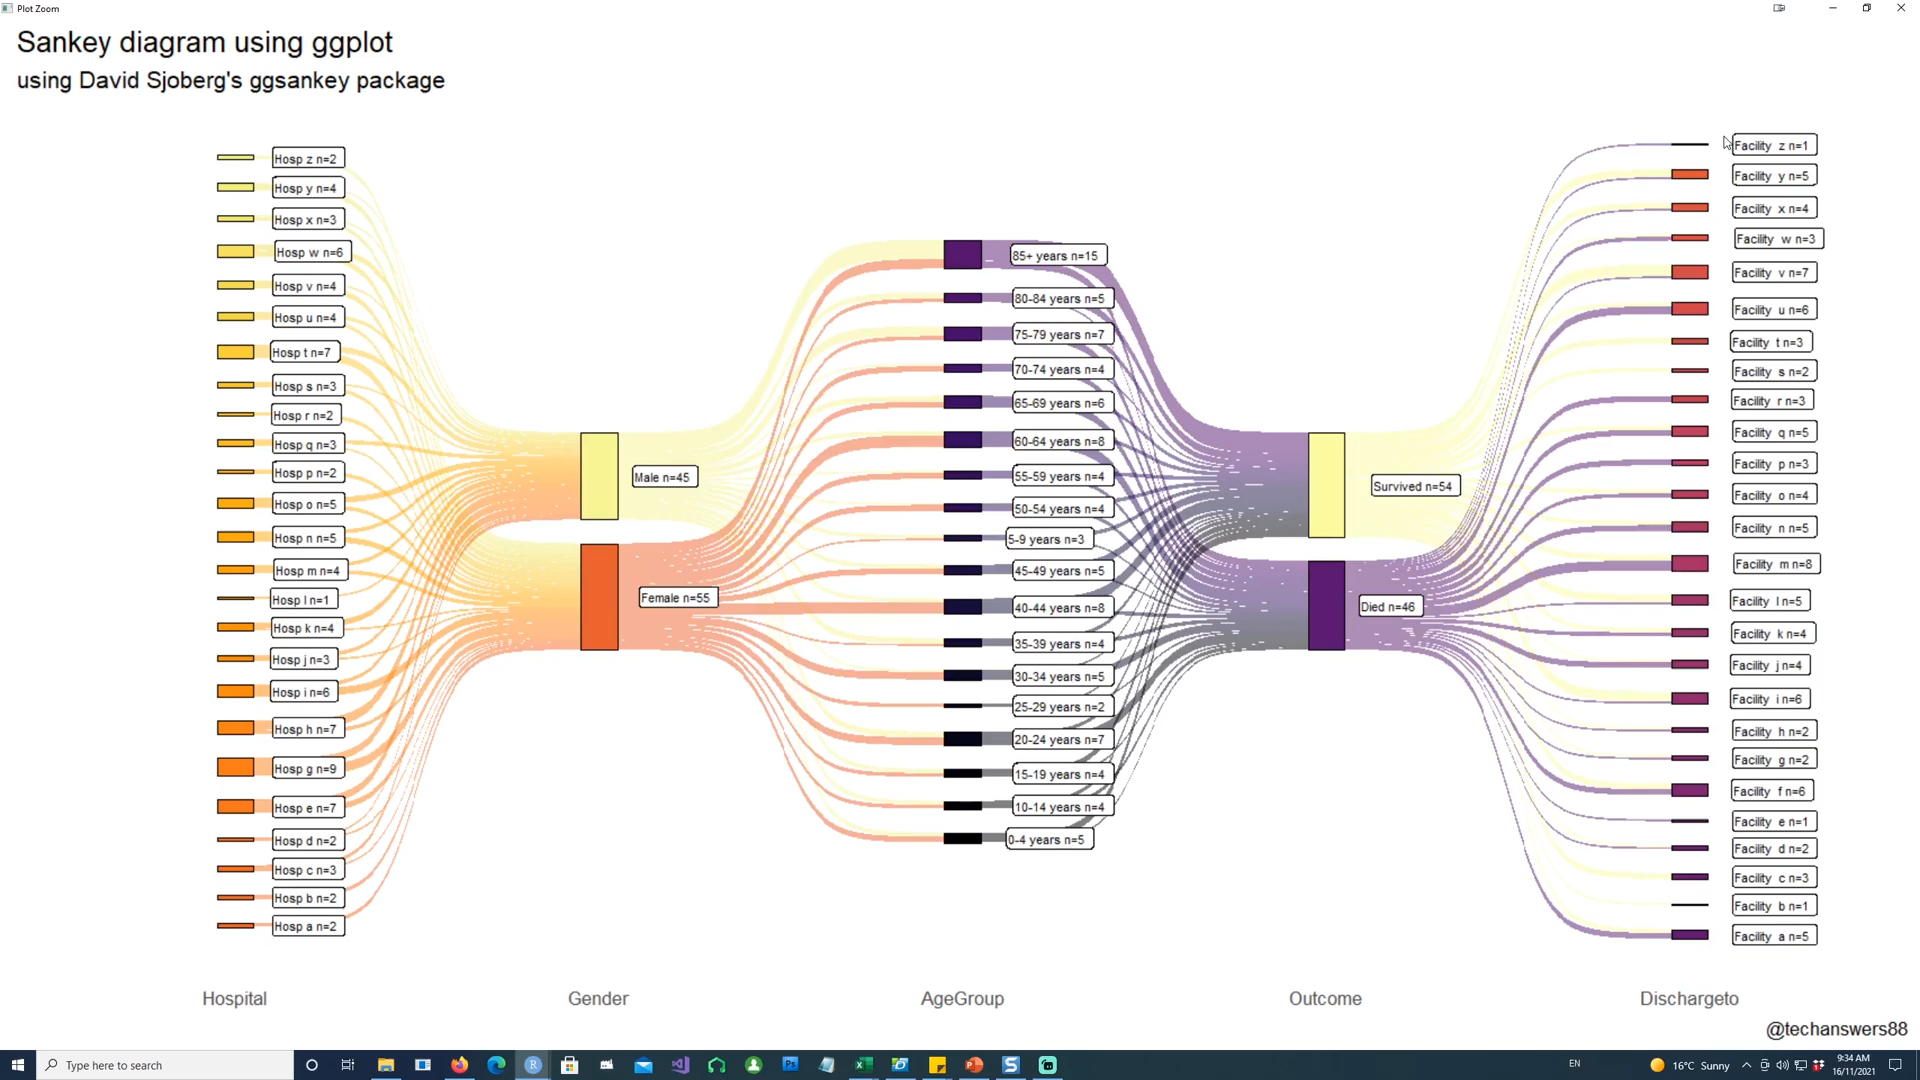 Plot Zoom
Sankey diagram using ggplot
using David Sjoberg's ggsankey package
Hosp z n=2
Hosp y n=4
Hosp x n=3
Hosp w n=6
Hosp v n=4
Hosp u n=4
Hosp t n=7
Hosp s n=3
Hosp r n=2
Hosp q n=3
Hosp p n=2
Hosp o n=5
Hosp n n=5
Hosp m n=4
Hosp l n=1
Hosp k n=4
Hosp j n=3
Hosp i n=6
Hosp h n=7
Hosp g n=9
Hosp e n=7
Hosp d n=2
Hosp c n=3
Hosp b n=2
Hosp a n=2
Male n=45
Female n=55
85+ years n=15
80-84 years n=5
75-79 years n=7
70-74 years n=4
65-69 years n=6
60-64 years n=8
55-59 years n=4
50-54 years n=4
5-9 years n=3
45-49 years n=5
40-44 years n=8
35-39 years n=4
30-34 years n=5
25-29 years n=2
20-24 years n=7
15-19 years n=4
10-14 years n=4
0-4 years n=5
Survived n=54
Died n=46
Facility z n=1
Facility y n=5
Facility x n=4
Facility w n=3
Facility v n=7
Facility u n=6
Facility t n=3
Facility s n=2
Facility r n=3
Facility q n=5
Facility p n=3
Facility o n=4
Facility n n=5
Facility m n=8
Facility l n=5
Facility k n=4
Facility j n=4
Facility i n=6
Facility h n=2
Facility g n=2
Facility f n=6
Facility e n=1
Facility d n=2
Facility c n=3
Facility b n=1
Facility a n=5
Hospital Gender AgeGroup Outcome Dischargeto
@techanswers88
Type here to search
EN
16°C Sunny
9:34 AM
16/11/2021